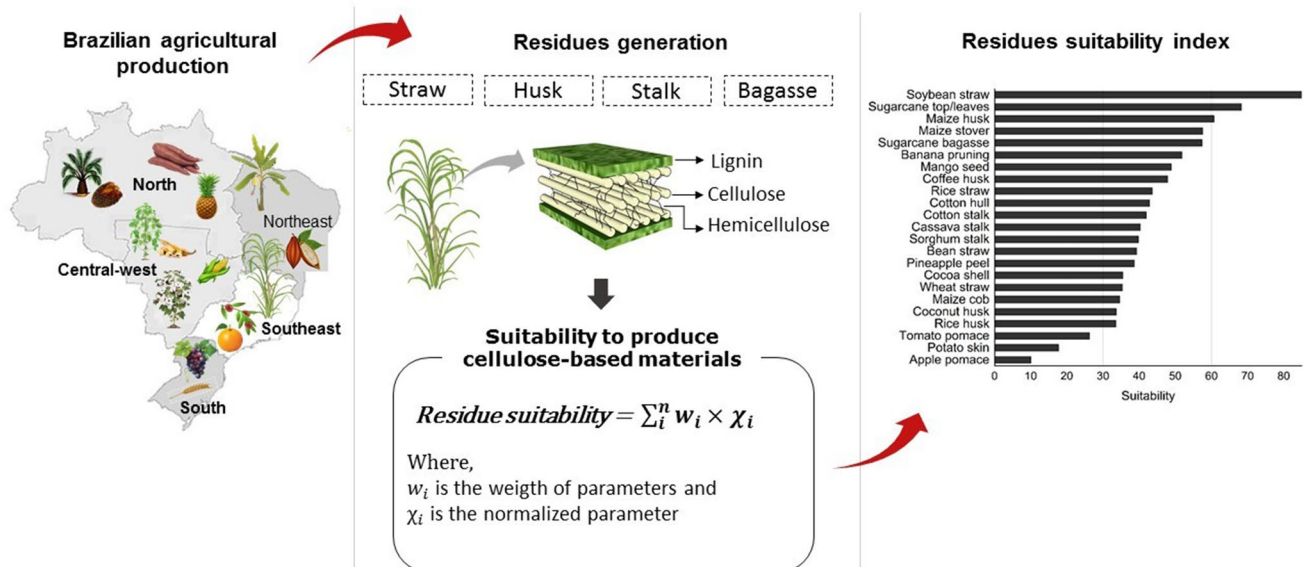 Brazilian agricultural
production
North
Northeast
Central-west
Southeast
South
Residues generation
Straw
Husk
Stalk
Bagasse
Lignin
Cellulose
Hemicellulose
Suitability to produce
cellulose-based materials
Residue suitability = ∑ⁿᵢ wᵢ × χᵢ
Where,
wᵢ is the weigth of parameters and
χᵢ is the normalized parameter
Residues suitability index
Soybean straw
Sugarcane top/leaves
Maize husk
Maize stover
Sugarcane bagasse
Banana pruning
Mango seed
Coffee husk
Rice straw
Cotton hull
Cotton stalk
Cassava stalk
Sorghum stalk
Bean straw
Pineapple peel
Cocoa shell
Wheat straw
Maize cob
Coconut husk
Rice husk
Tomato pomace
Potato skin
Apple pomace
0 10 20 30 40 50 60 70 80
Suitability